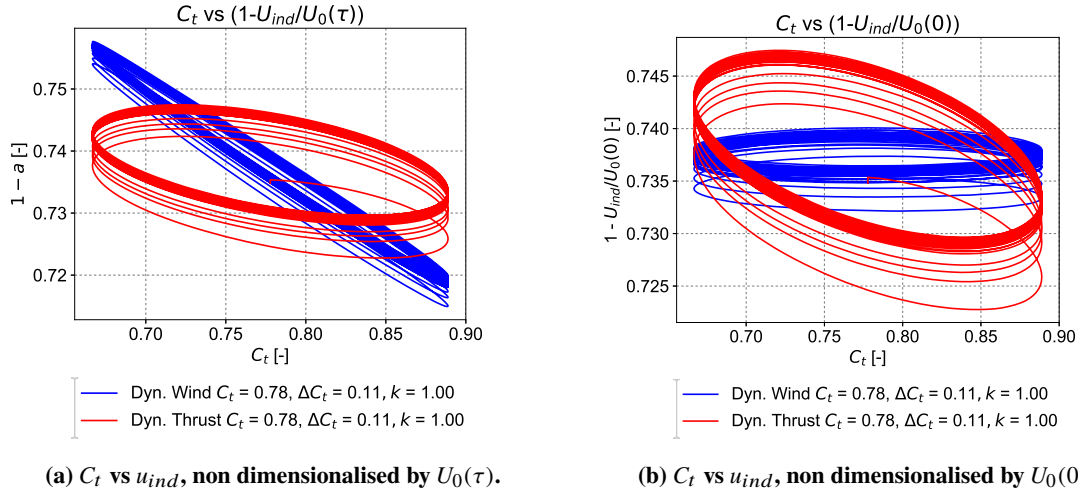 C_t vs (1-U_ind/U_0(τ))
0.75
0.74
0.73
0.72
1 − a [-]
0.70 0.75 0.80 0.85 0.90
C_t [-]
Dyn. Wind C_t = 0.78, ΔC_t = 0.11, k = 1.00
Dyn. Thrust C_t = 0.78, ΔC_t = 0.11, k = 1.00
(a) C_t vs u_ind, non dimensionalised by U_0(τ).
C_t vs (1-U_ind/U_0(0))
0.745
0.740
0.735
0.730
0.725
1 - U_ind/U_0(0) [-]
0.70 0.75 0.80 0.85 0.90
C_t [-]
Dyn. Wind C_t = 0.78, ΔC_t = 0.11, k = 1.00
Dyn. Thrust C_t = 0.78, ΔC_t = 0.11, k = 1.00
(b) C_t vs u_ind, non dimensionalised by U_0(0